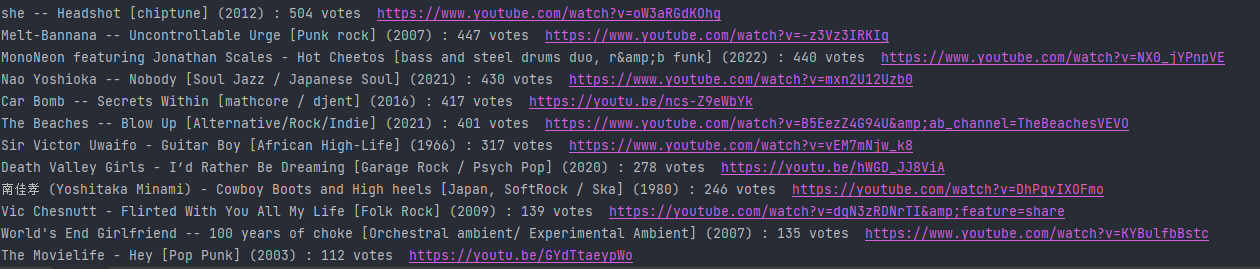 she -- Headshot [chiptune] (2012) : 504 votes  https://www.youtube.com/watch?v=oW3aRGdKOhq
Melt-Bannana -- Uncontrollable Urge [Punk rock] (2007) : 447 votes  https://www.youtube.com/watch?v=-z3Vz3IRKIq
MonoNeon featuring Jonathan Scales - Hot Cheetos [bass and steel drums duo, r&amp;b funk] (2022) : 440 votes  https://www.youtube.com/watch?v=NX0_jYPnpVE
Nao Yoshioka -- Nobody [Soul Jazz / Japanese Soul] (2021) : 430 votes  https://www.youtube.com/watch?v=mxn2U12Uzb0
Car Bomb -- Secrets Within [mathcore / djent] (2016) : 417 votes  https://youtu.be/ncs-Z9eWbYk
The Beaches -- Blow Up [Alternative/Rock/Indie] (2021) : 401 votes  https://www.youtube.com/watch?v=B5EezZ4G94U&amp;ab_channel=TheBeachesVEVO
Sir Victor Uwaifo - Guitar Boy [African High-Life] (1966) : 317 votes  https://www.youtube.com/watch?v=vEM7mNjw_k8
Death Valley Girls - I’d Rather Be Dreaming [Garage Rock / Psych Pop] (2020) : 278 votes  https://youtu.be/hWGD_JJ8ViA
南佳孝 (Yoshitaka Minami) - Cowboy Boots and High heels [Japan, SoftRock / Ska] (1980) : 246 votes  https://youtube.com/watch?v=DhPqvIXOFmo
Vic Chesnutt - Flirted With You All My Life [Folk Rock] (2009) : 139 votes  https://youtube.com/watch?v=dqN3zRDNrTI&amp;feature=share
World's End Girlfriend -- 100 years of choke [Orchestral ambient/ Experimental Ambient] (2007) : 135 votes  https://www.youtube.com/watch?v=KYBulfbBstc
The Movielife - Hey [Pop Punk] (2003) : 112 votes  https://youtu.be/GYdTtaeypWo